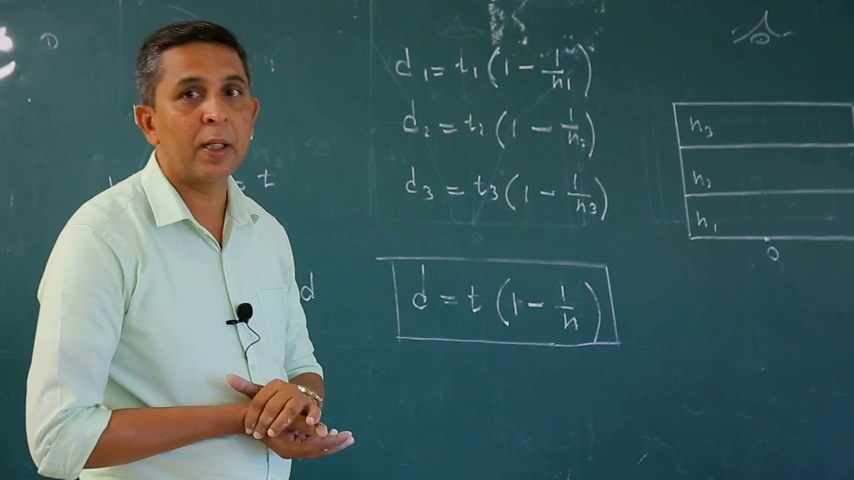 d₁ = t₁ (1 - 1/n₁)
d₂ = t₂ (1 - 1/n₂)
d₃ = t₃ (1 - 1/n₃)
= t
d
d = t (1 - 1/n)
n₃
n₂
n₁
O